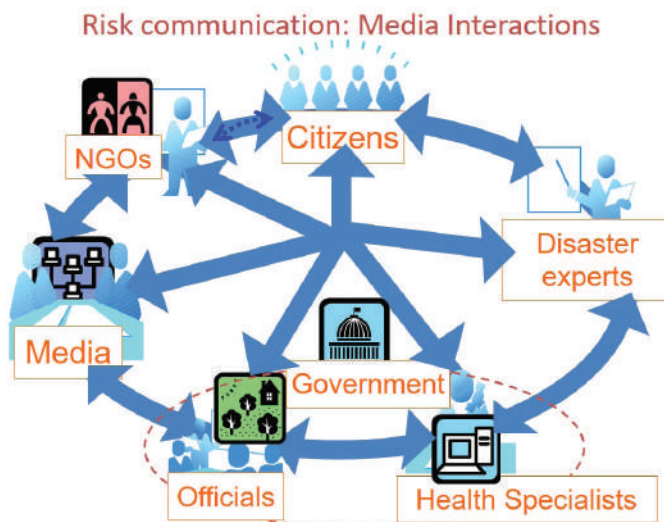 Risk communication: Media Interactions
NGOs
Citizens
Disaster
experts
Media
Government
Officials
Health Specialists